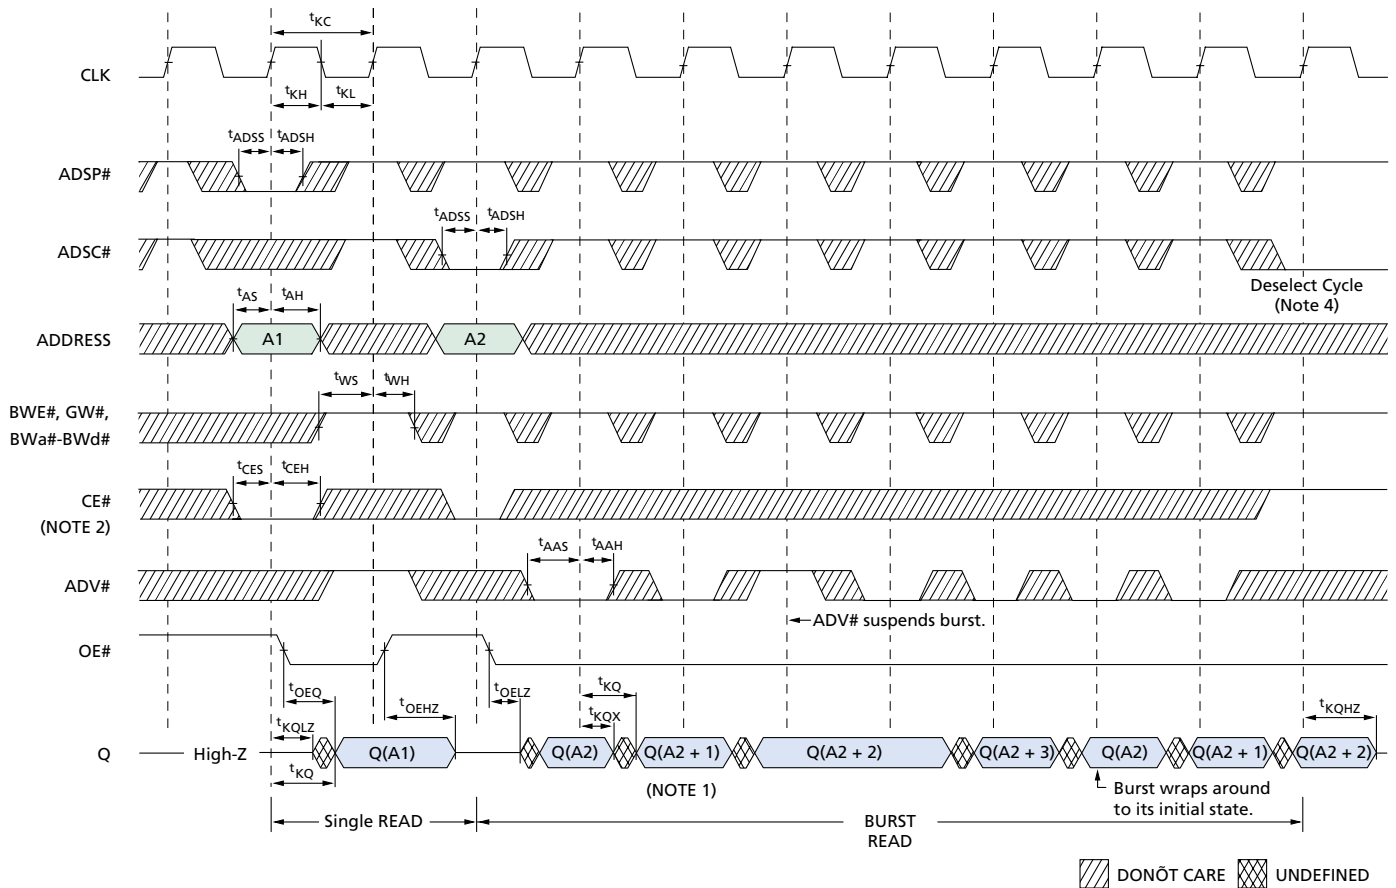 tKC
CLK
tKH tKL
tADSS tADSH
ADSP#
tADSS tADSH
ADSC#
Deselect Cycle
(Note 4)
tAS tAH
ADDRESS A1 A2
tWS tWH
BWE#, GW#,
BWa#-BWd#
tCES tCEH
CE#
(NOTE 2)
tAAS tAAH
ADV#
ADV# suspends burst.
OE#
tOEQ tOEHZ tOELZ tKQ
tKQLZ tKQX tKQHZ
Q High-Z Q(A1) Q(A2) Q(A2 + 1) Q(A2 + 2) Q(A2 + 3) Q(A2) Q(A2 + 1) Q(A2 + 2)
tKQ
(NOTE 1)
Burst wraps around
to its initial state.
Single READ BURST
READ
DONÕT CARE UNDEFINED